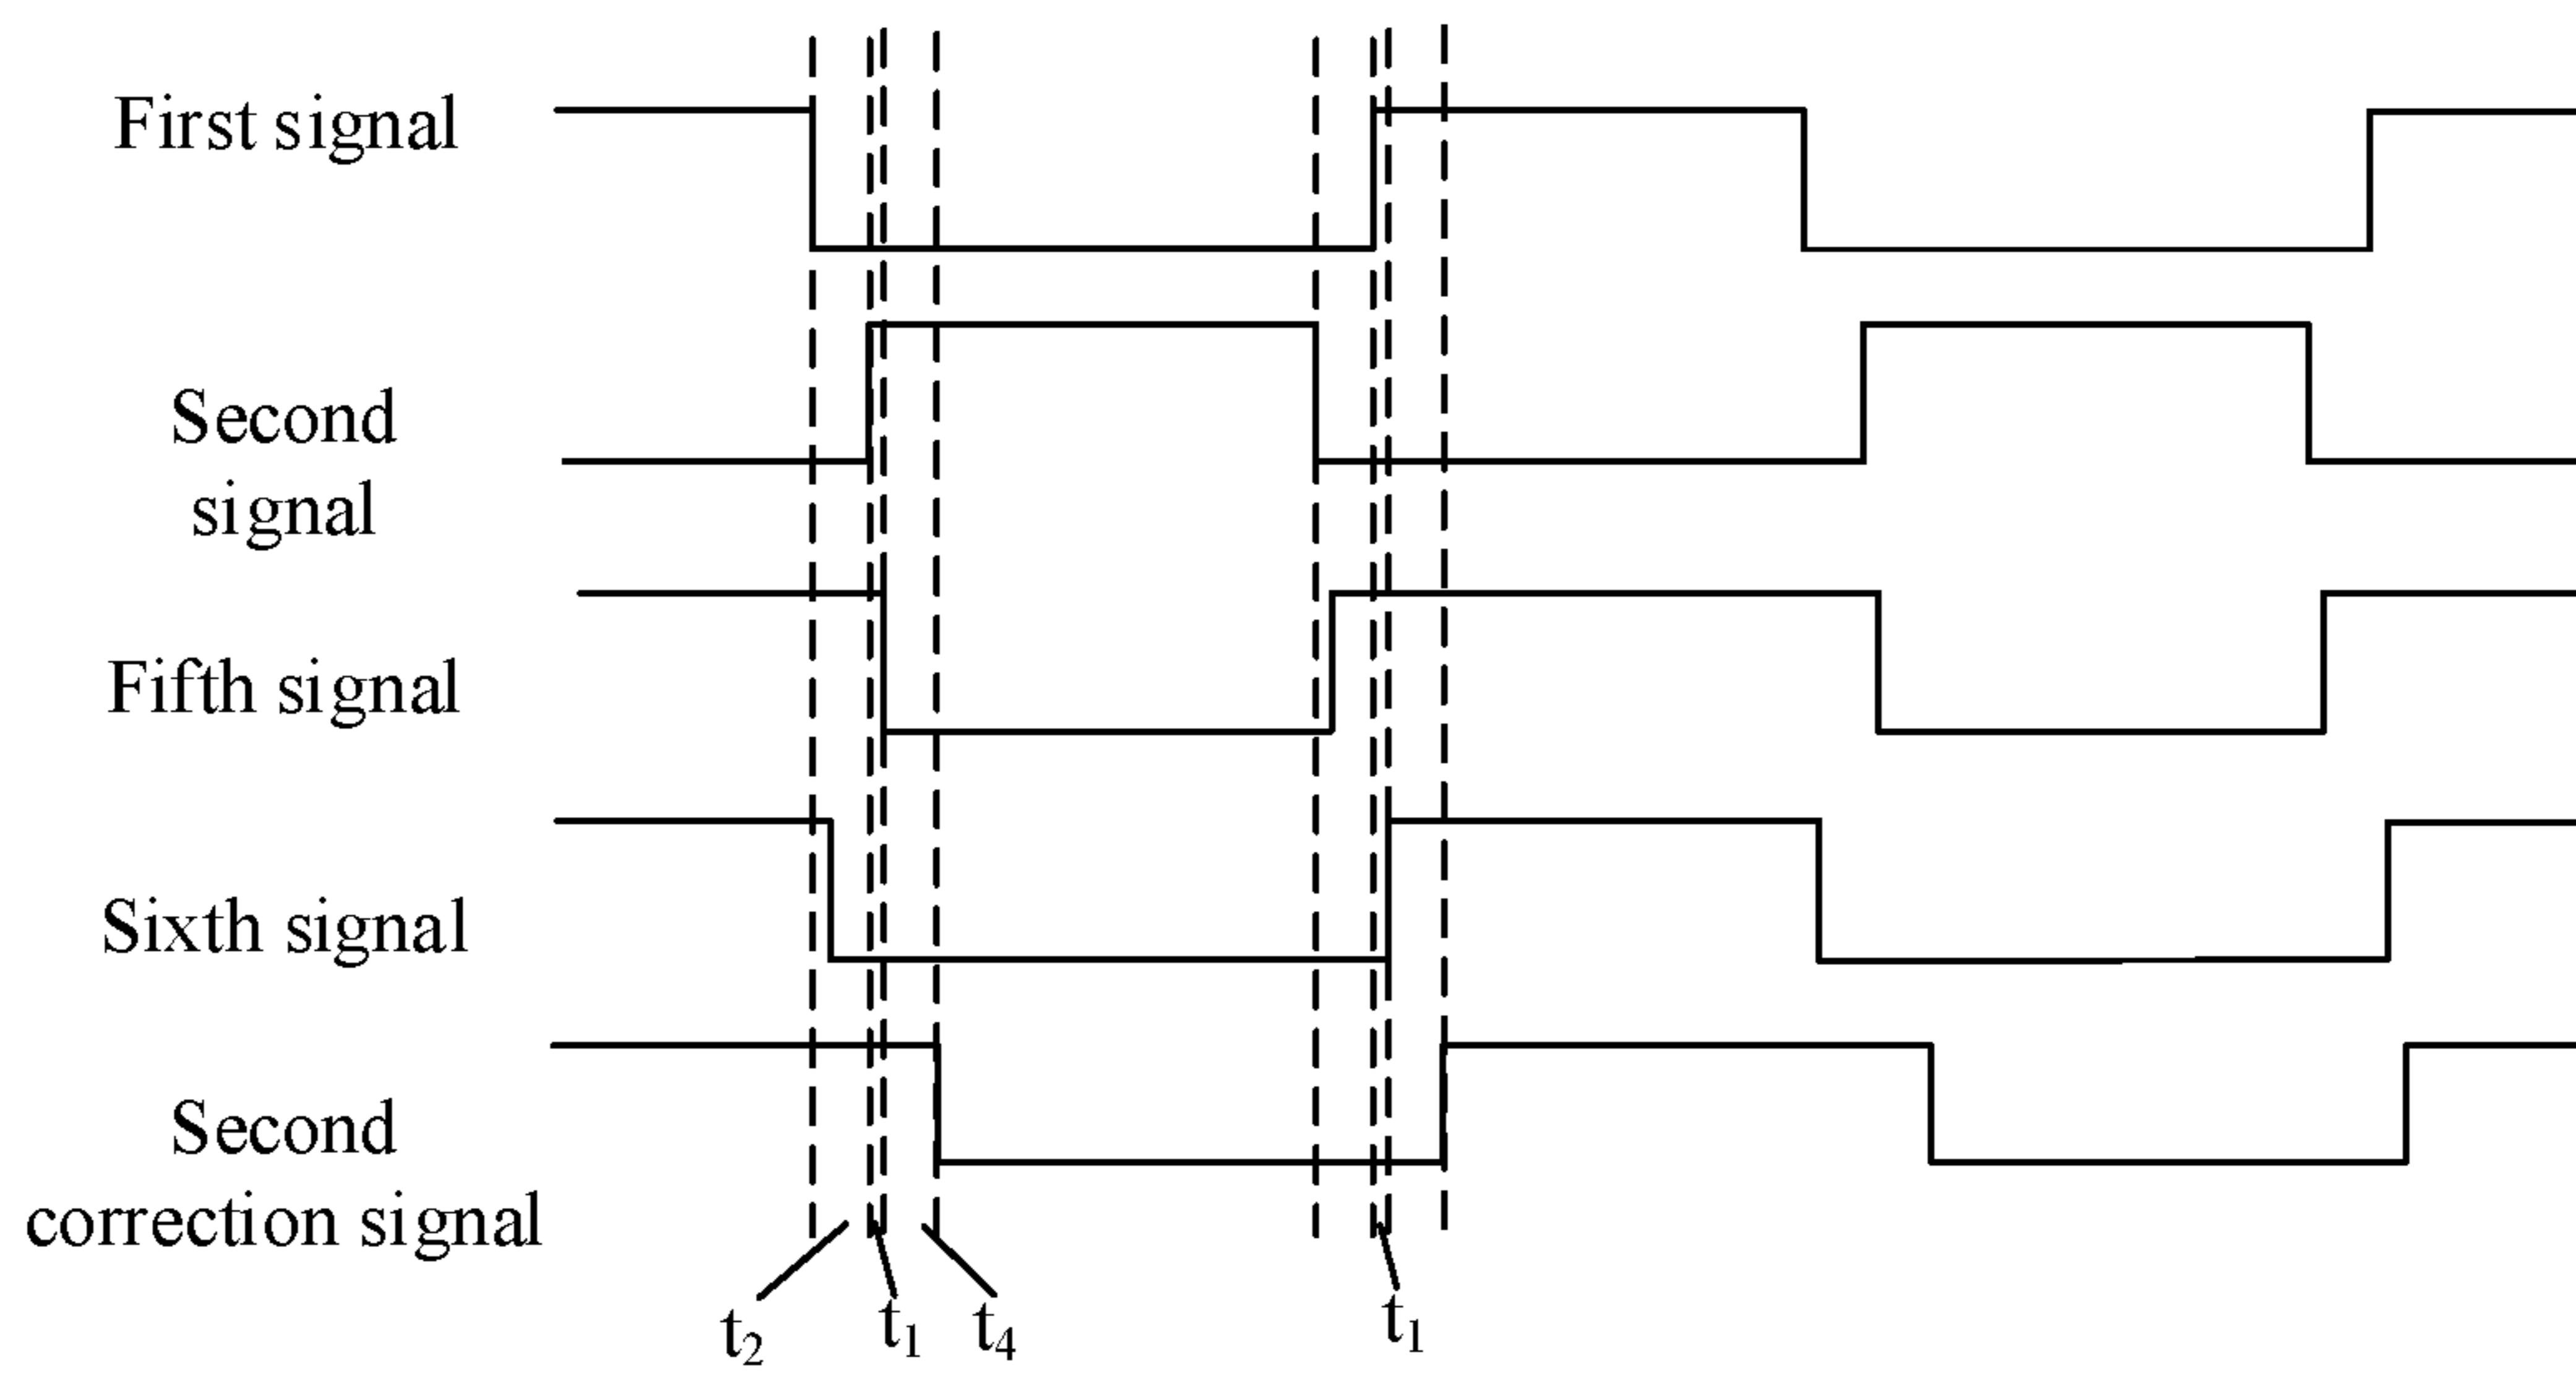 First signal
Second
signal
Fifth signal
Sixth signal
Second
correction signal
t₂
t₁
t₄
t₁